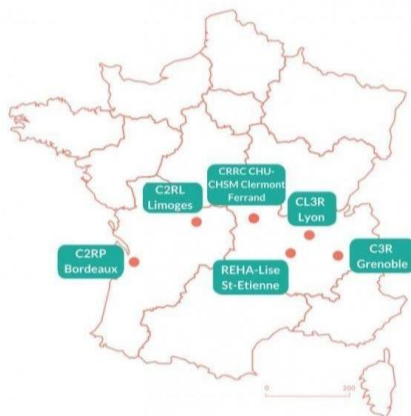 CRRC CHU-
CHSM Clermont
Ferrand
C2RL
Limoges
CL3R
Lyon
C2RP
Bordeaux
REHA-Lise
St-Etienne
C3R
Grenoble
0
200